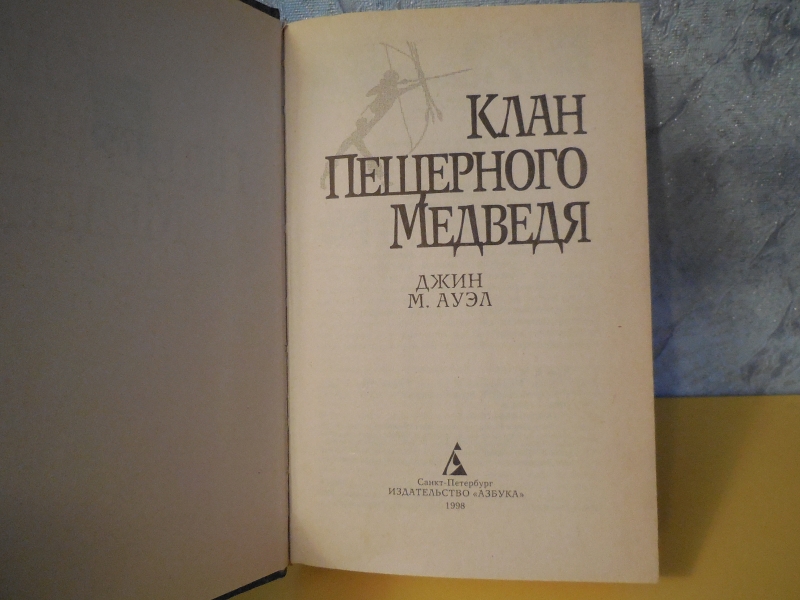 Клан
Пещерного
Медведя
ДЖИН
М. АУЭЛ
Санкт-Петербург
ИЗДАТЕЛЬСТВО «АЗБУКА»
1998